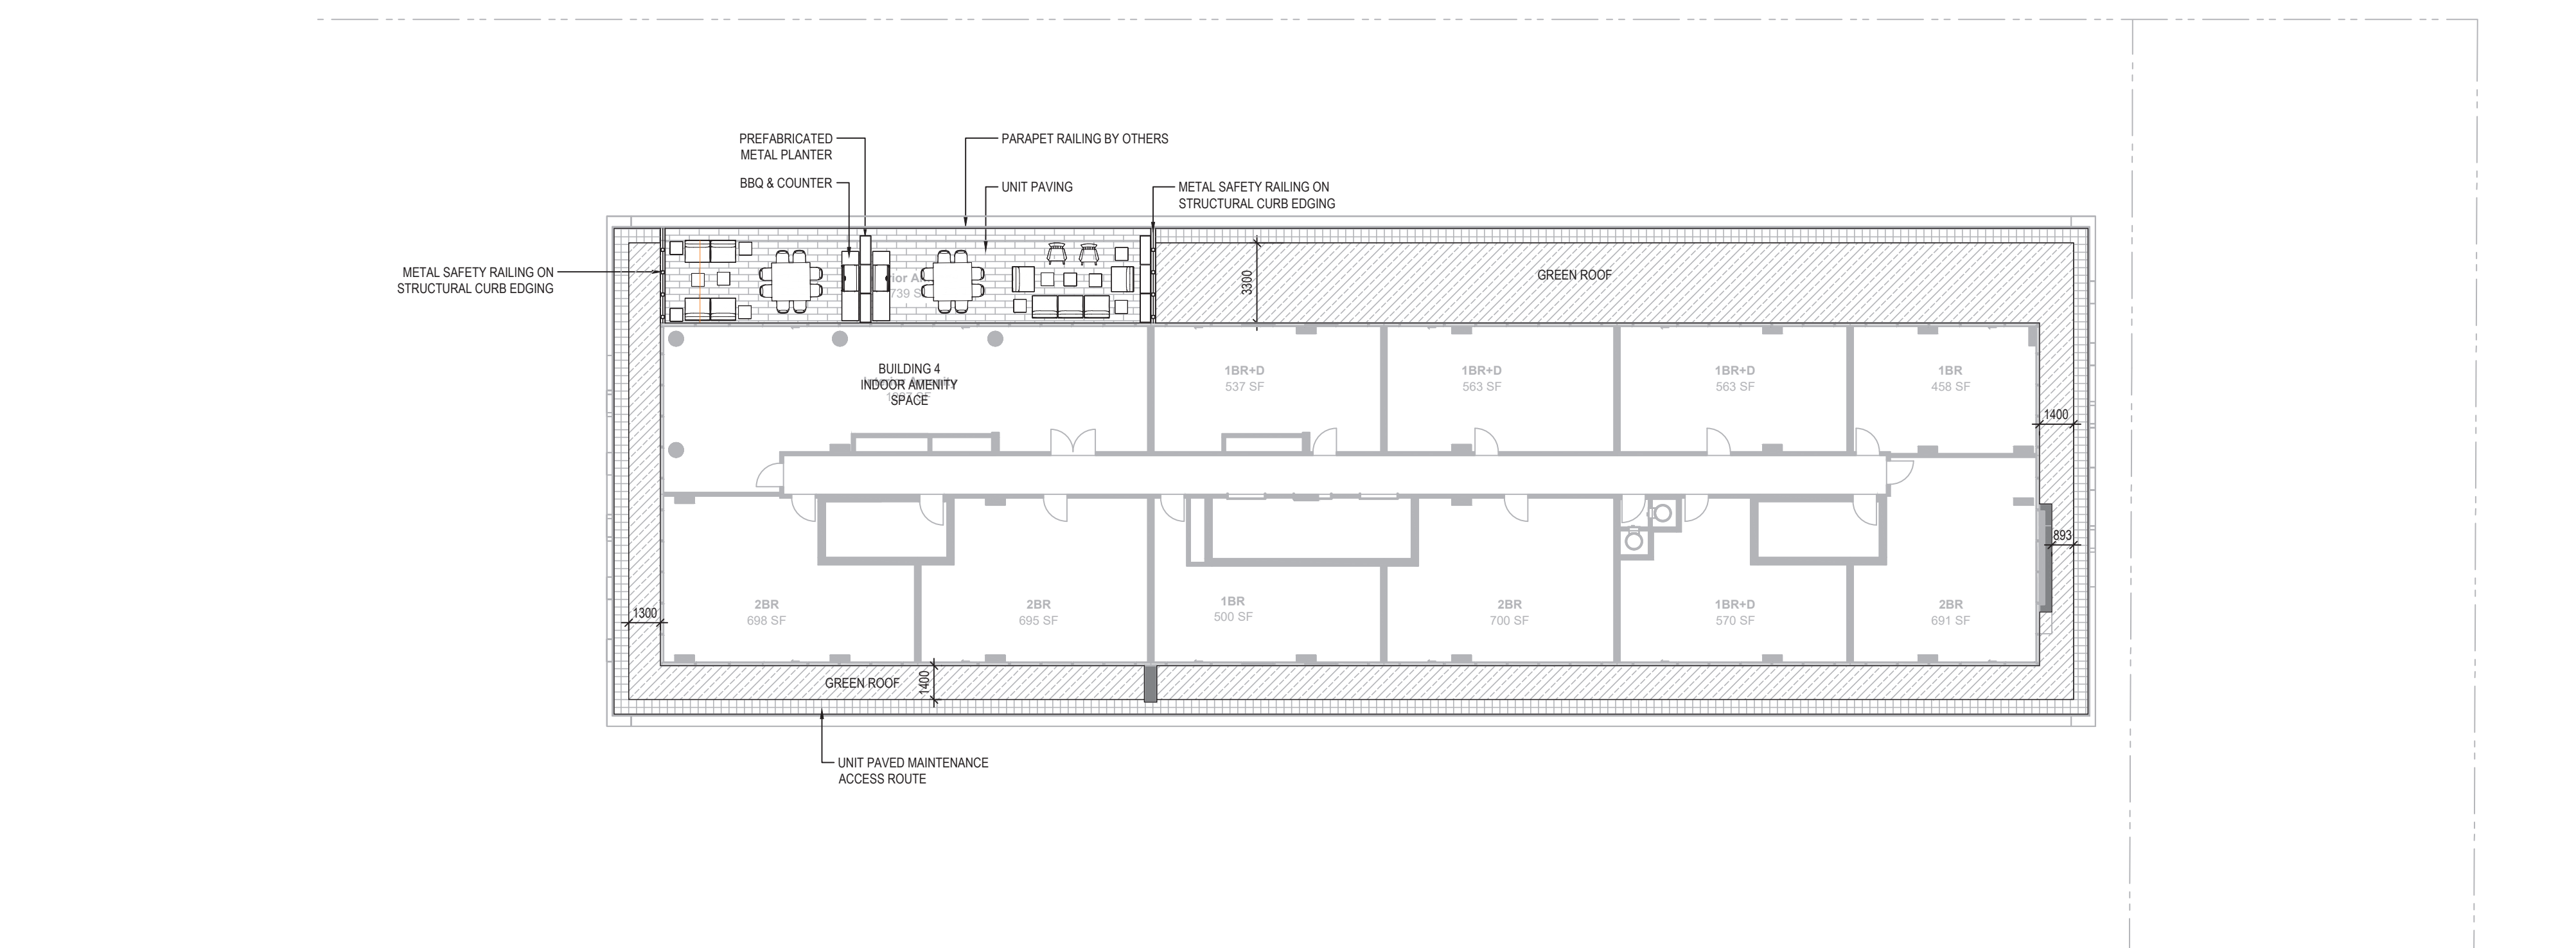 PREFABRICATED
METAL PLANTER
BBQ & COUNTER
PARAPET RAILING BY OTHERS
UNIT PAVING
METAL SAFETY RAILING ON
STRUCTURAL CURB EDGING
METAL SAFETY RAILING ON
STRUCTURAL CURB EDGING
739
3300
GREEN ROOF
BUILDING 4
INDOOR AMENITY
SPACE
1BR+D
537 SF
1BR+D
563 SF
1BR+D
563 SF
1BR
458 SF
1400
893
1300
2BR
698 SF
2BR
695 SF
1BR
500 SF
2BR
700 SF
1BR+D
570 SF
2BR
691 SF
GREEN ROOF
1400
UNIT PAVED MAINTENANCE
ACCESS ROUTE